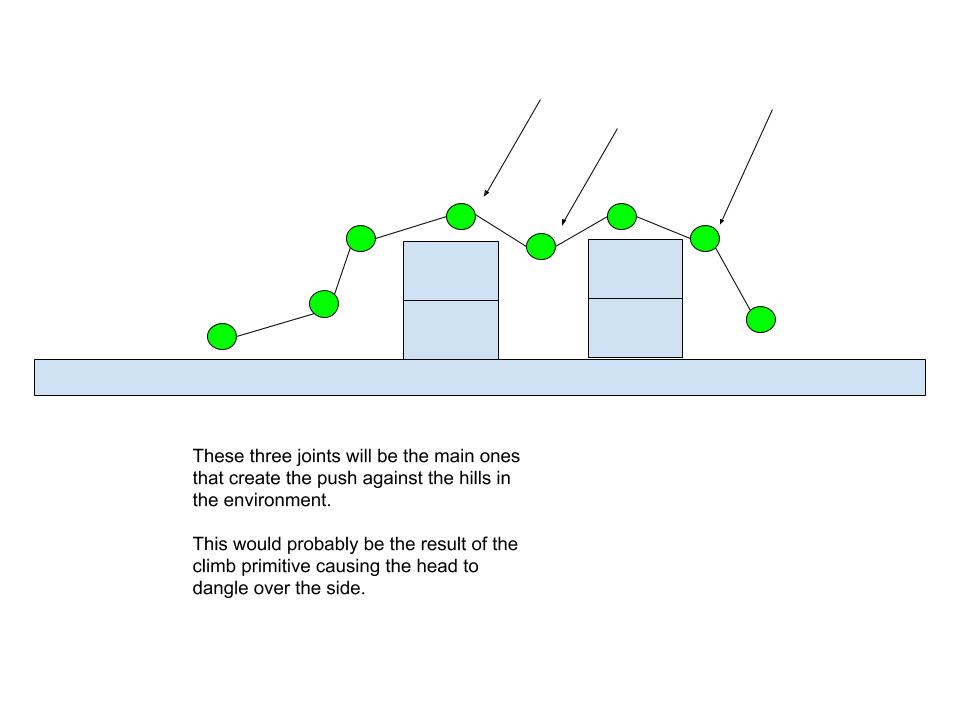 These three joints will be the main ones
that create the push against the hills in
the environment.
This would probably be the result of the
climb primitive causing the head to
dangle over the side.